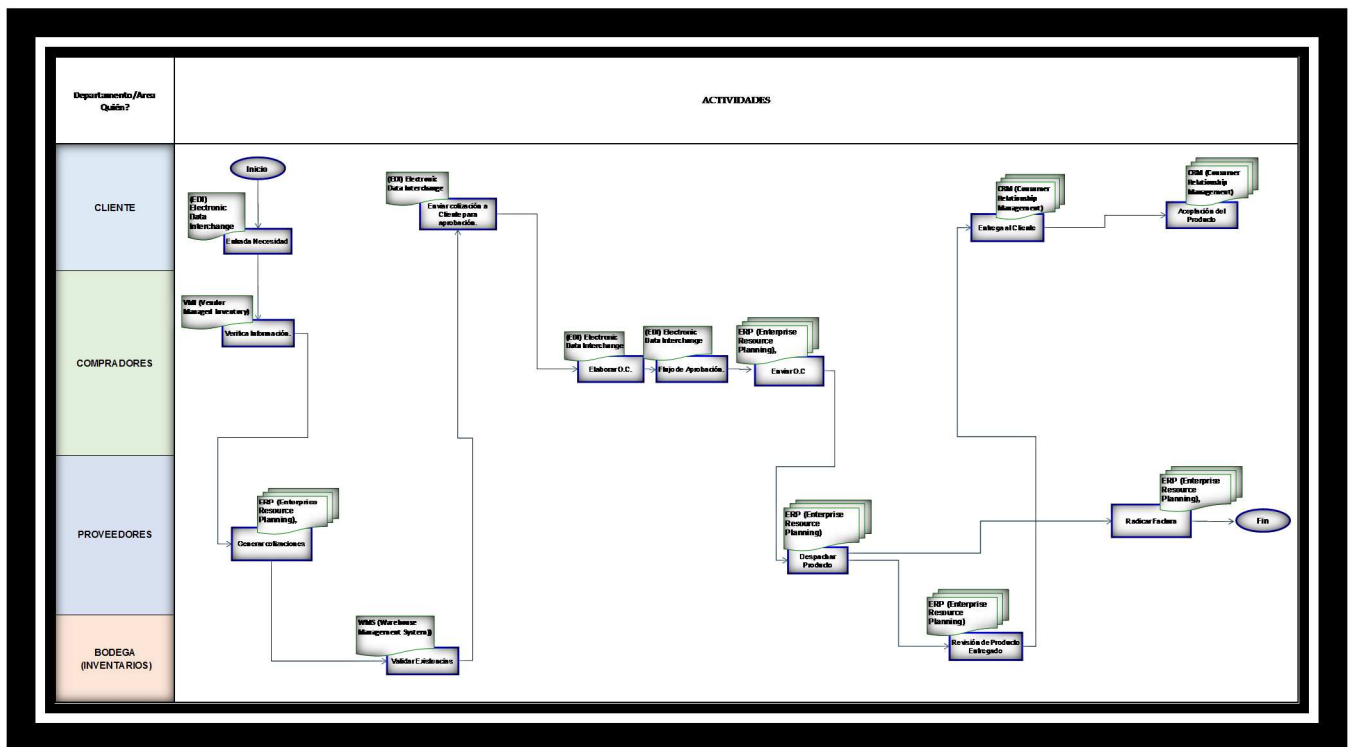 Departamento/Area
Quién?
ACTIVIDADES
CLIENTE
Inicio
(EDI)
Electronic
Data
Interchange
Entrada Necesidad
(EDI) Electronic
Data Interchange
Enviar cotización a
Cliente para
aprobación.
CRM (Consumer
Relationship
Management)
Entrega al Cliente
CRM (Consumer
Relationship
Management)
Aceptación del
Producto
COMPRADORES
VMI (Vendor
Managed Inventory)
Verifica Información.
(EDI) Electronic
Data Interchange
Elaborar O.C.
(EDI) Electronic
Data Interchange
Flujo de Aprobación.
ERP (Enterprise
Resource
Planning),
Enviar O.C
PROVEEDORES
ERP (Enterprise
Resource
Planning),
Generar cotizaciones
ERP (Enterprise
Resource
Planning)
Despachar
Producto
ERP (Enterprise
Resource
Planning),
Radicar Factura
Fin
BODEGA
(INVENTARIOS)
WMS (Warehouse
Management System))
Validar Existencias
ERP (Enterprise
Resource
Planning)
Revisión de Producto
Entregado